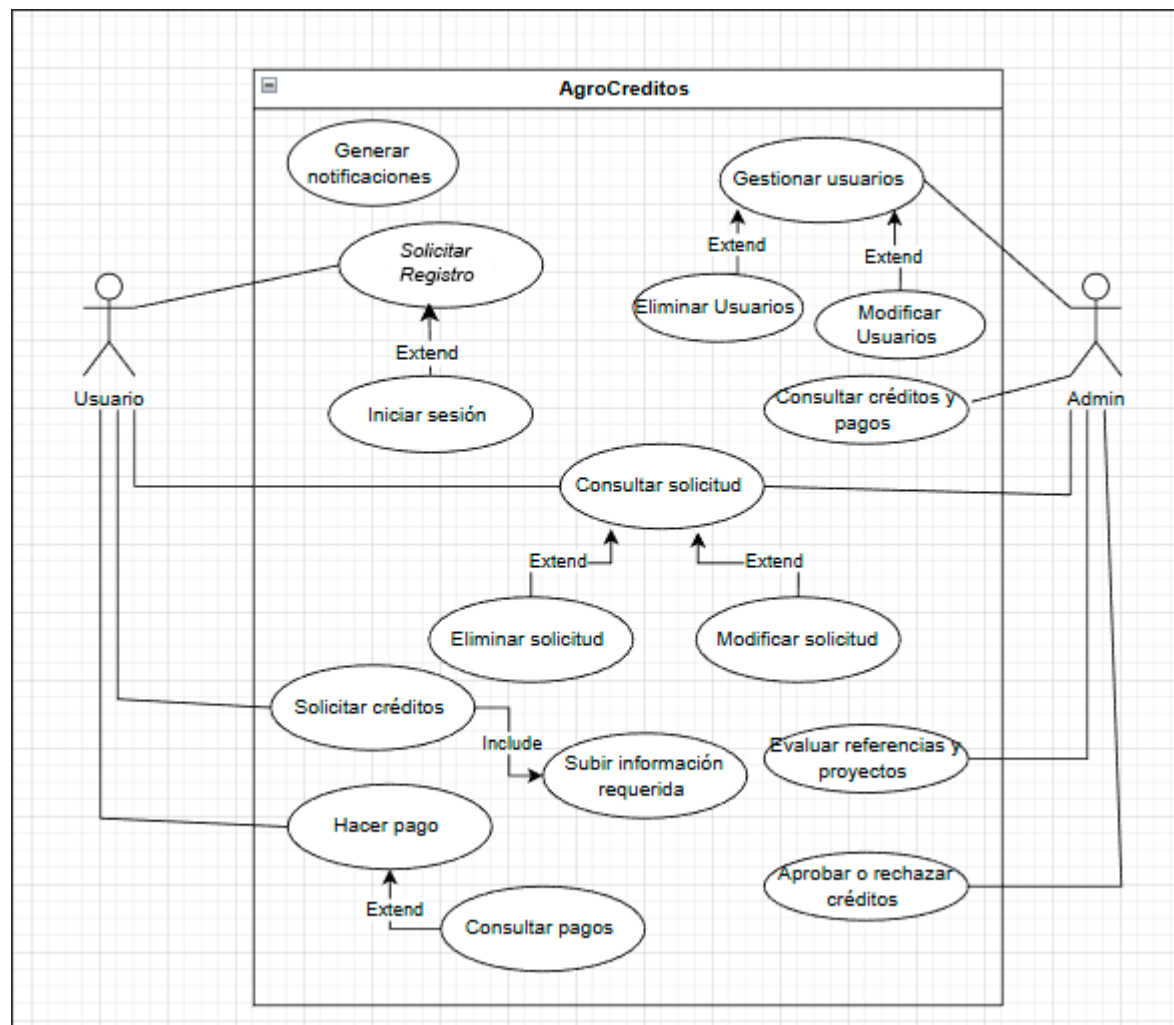 AgroCreditos
Generar
notificaciones
Gestionar usuarios
Solicitar
Registro
Extend
Extend
Eliminar Usuarios
Modificar
Usuarios
Extend
Usuario
Iniciar sesión
Consultar créditos y
pagos
Admin
Consultar solicitud
Extend
Extend
Eliminar solicitud
Modificar solicitud
Solicitar créditos
Include
Subir información
requerida
Evaluar referencias y
proyectos
Hacer pago
Aprobar o rechazar
créditos
Extend
Consultar pagos